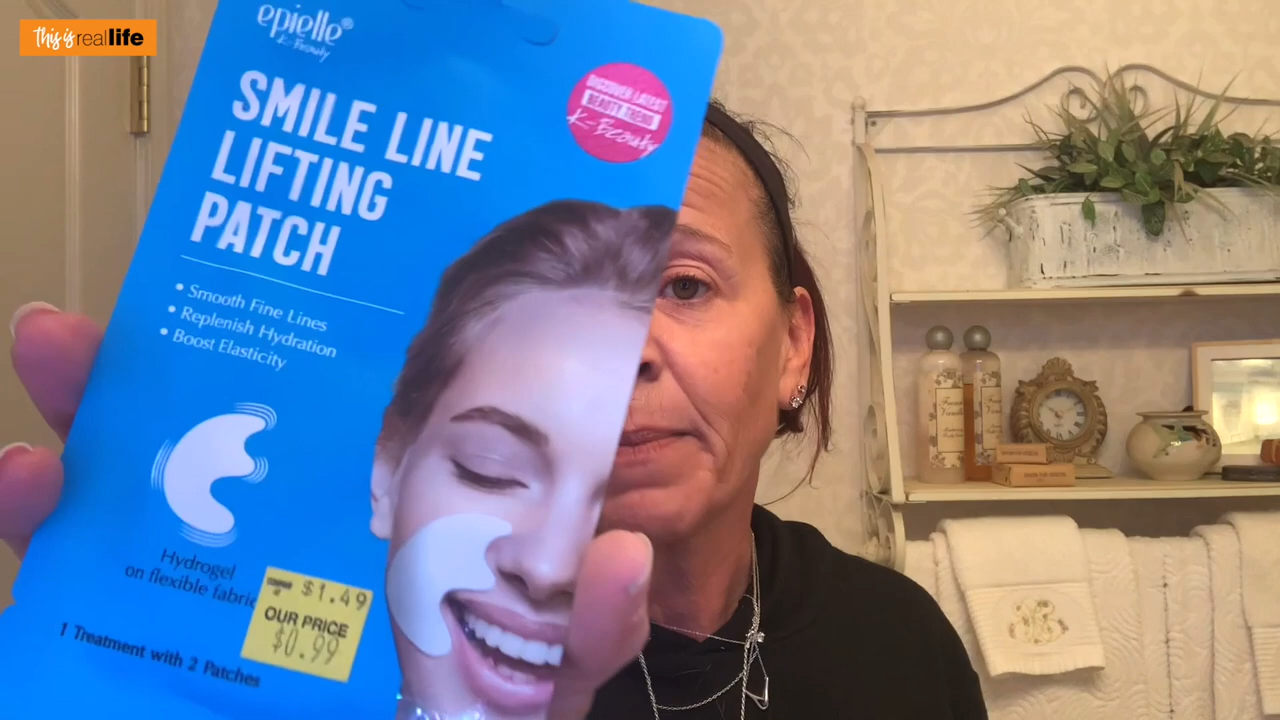 this is real life
epielle®
K-Beauty
SMILE LINE
LIFTING
PATCH
DISCOVER LATEST
BEAUTY TREND
K-Beauty
• Smooth Fine Lines
• Replenish Hydration
• Boost Elasticity
Hydrogel
on flexible fabric
$1.49
OUR PRICE
$0.99
1 Treatment with 2 Patches